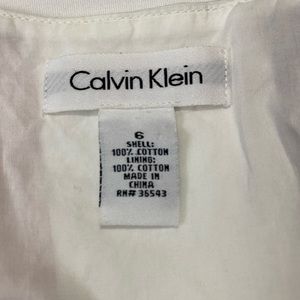 Calvin Klein
6
SHELL:
100% COTTON
LINING:
100% COTTON
MADE IN
CHINA
RN# 36543